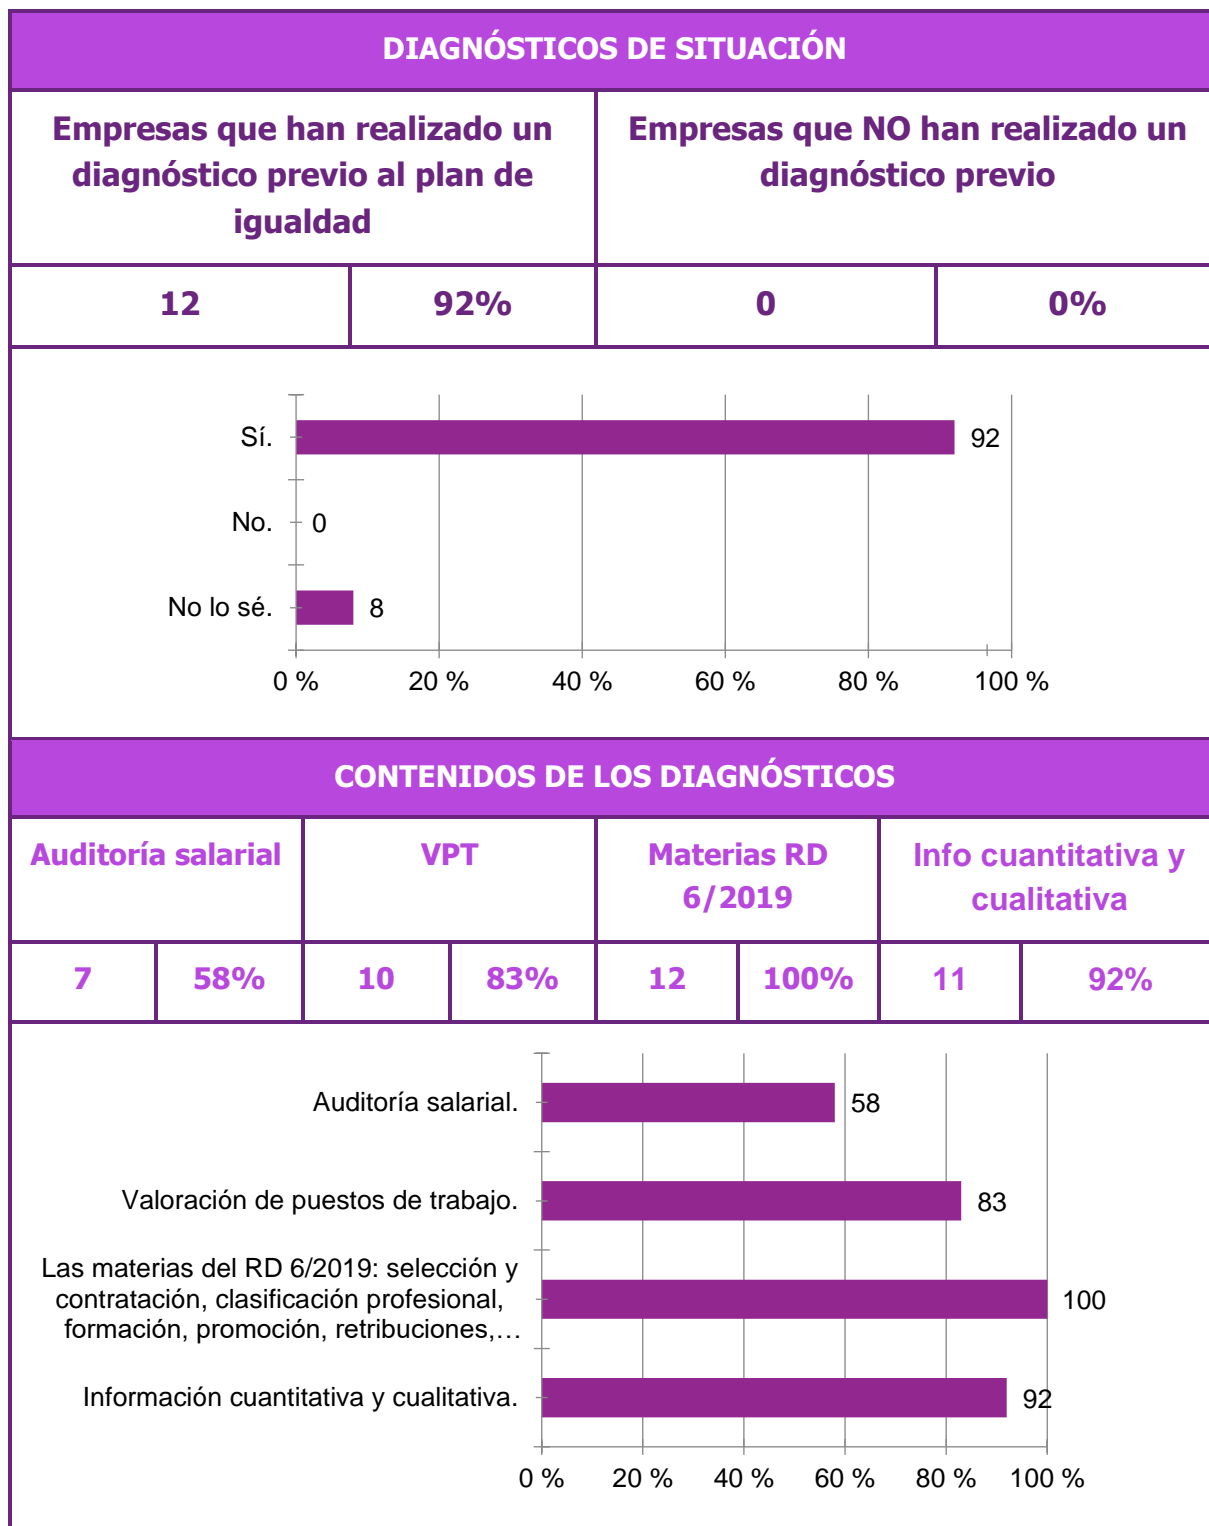 DIAGNÓSTICOS DE SITUACIÓN
Empresas que han realizado un
diagnóstico previo al plan de
igualdad
Empresas que NO han realizado un
diagnóstico previo
12 92% 0 0%
Sí. 92
No. 0
No lo sé. 8
0 % 20 % 40 % 60 % 80 % 100 %
CONTENIDOS DE LOS DIAGNÓSTICOS
Auditoría salarial
VPT
Materias RD
6/2019
Info cuantitativa y
cualitativa
7 58% 10 83% 12 100% 11 92%
Auditoría salarial. 58
Valoración de puestos de trabajo. 83
Las materias del RD 6/2019: selección y
contratación, clasificación profesional,
formación, promoción, retribuciones,…
100
Información cuantitativa y cualitativa. 92
0 % 20 % 40 % 60 % 80 % 100 %